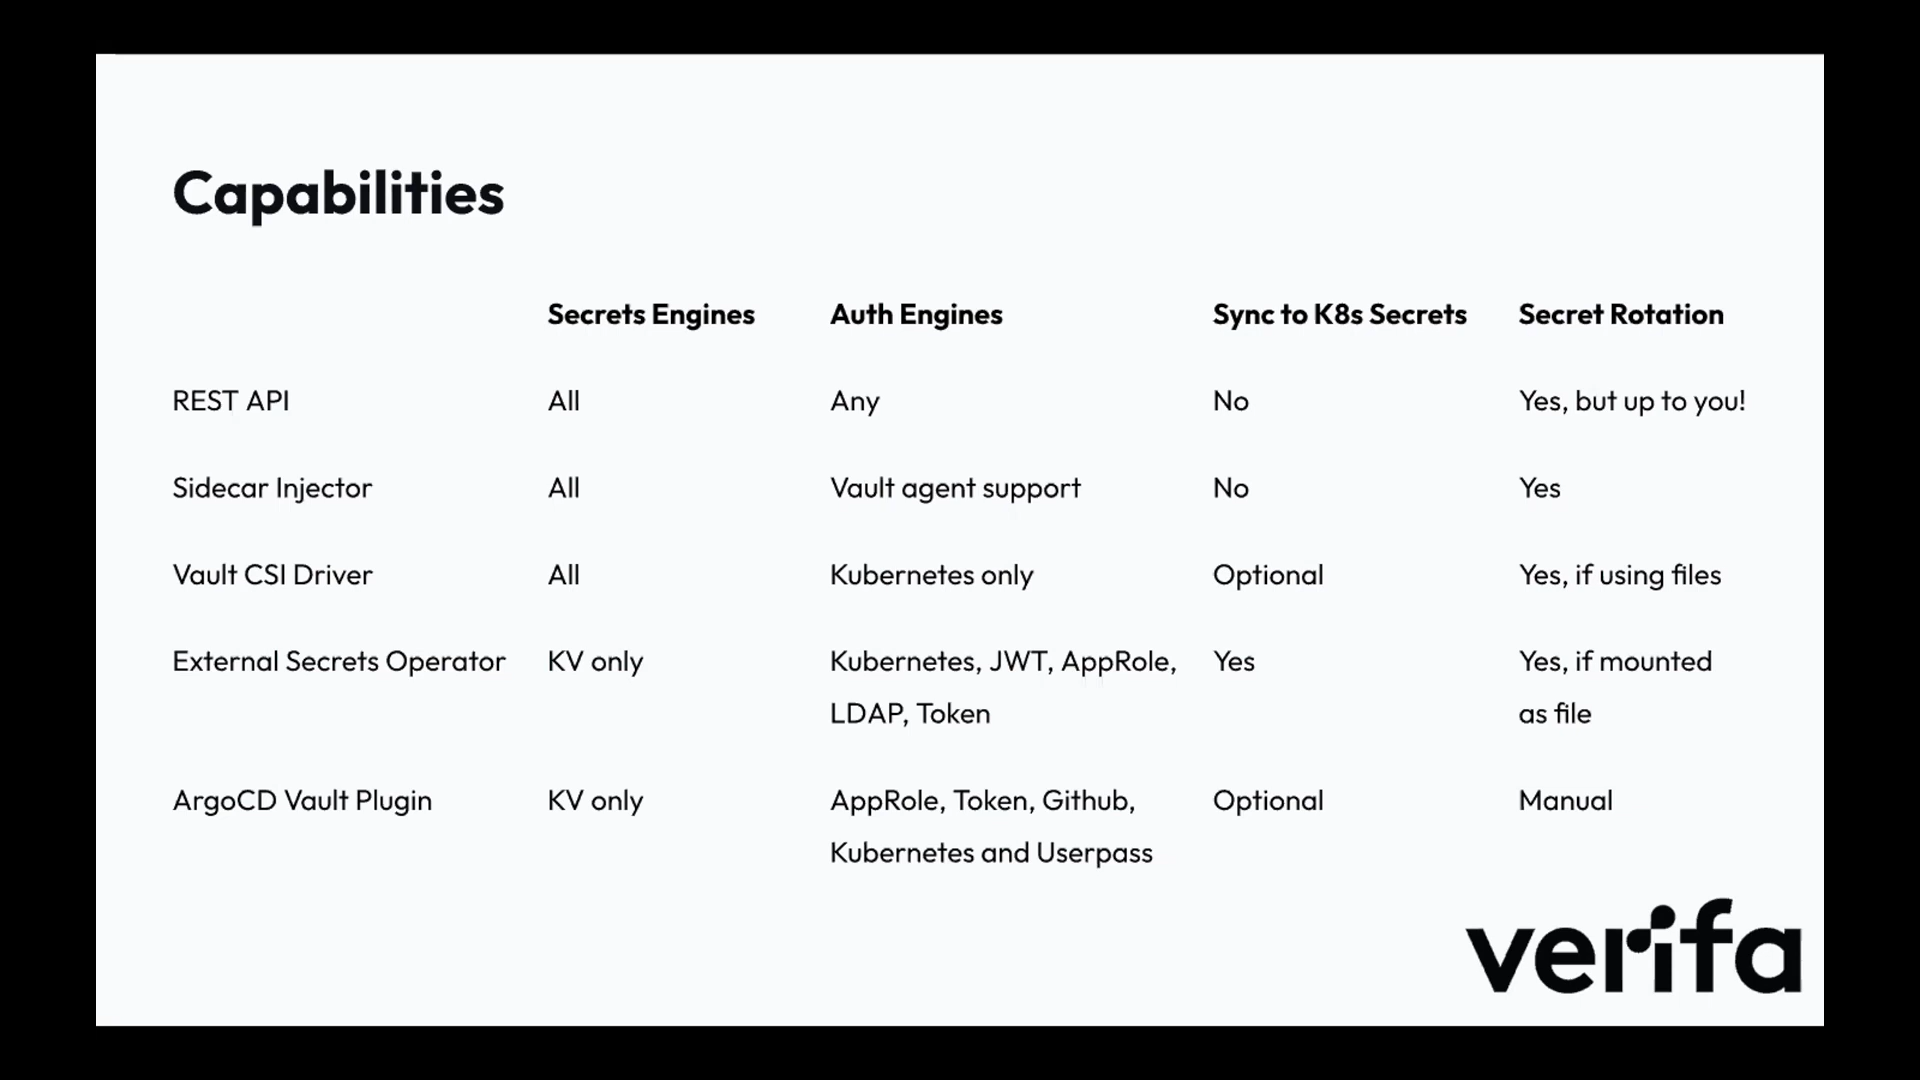 Capabilities
Secrets Engines Auth Engines Sync to K8s Secrets Secret Rotation
REST API All Any No Yes, but up to you!
Sidecar Injector All Vault agent support No Yes
Vault CSI Driver All Kubernetes only Optional Yes, if using files
External Secrets Operator KV only Kubernetes, JWT, AppRole, Yes Yes, if mounted
LDAP, Token as file
ArgoCD Vault Plugin KV only AppRole, Token, Github, Optional Manual
Kubernetes and Userpass
verifa